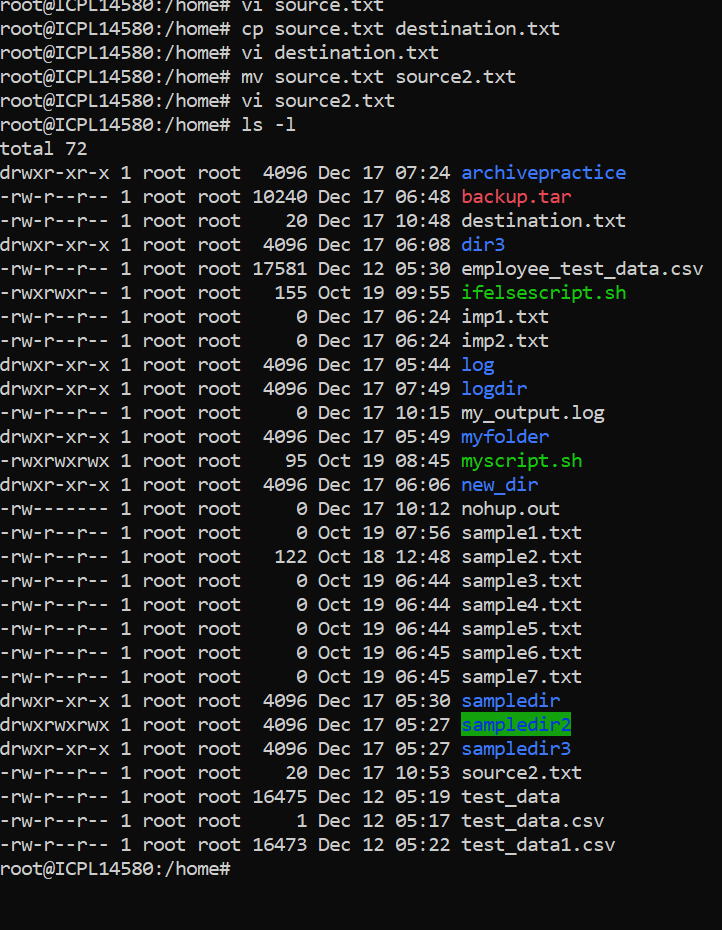 root@ICPL14580:/home# vi source.txt
root@ICPL14580:/home# cp source.txt destination.txt
root@ICPL14580:/home# vi destination.txt
root@ICPL14580:/home# mv source.txt source2.txt
root@ICPL14580:/home# vi source2.txt
root@ICPL14580:/home# ls -l
total 72
drwxr-xr-x 1 root root  4096 Dec 17 07:24 archivepractice
-rw-r--r-- 1 root root 10240 Dec 17 06:48 backup.tar
-rw-r--r-- 1 root root    20 Dec 17 10:48 destination.txt
drwxr-xr-x 1 root root  4096 Dec 17 06:08 dir3
-rw-r--r-- 1 root root 17581 Dec 12 05:30 employee_test_data.csv
-rwxrwxr-- 1 root root   155 Oct 19 09:55 ifelsescript.sh
-rw-r--r-- 1 root root     0 Dec 17 06:24 imp1.txt
-rw-r--r-- 1 root root     0 Dec 17 06:24 imp2.txt
drwxr-xr-x 1 root root  4096 Dec 17 05:44 log
drwxr-xr-x 1 root root  4096 Dec 17 07:49 logdir
-rw-r--r-- 1 root root     0 Dec 17 10:15 my_output.log
drwxr-xr-x 1 root root  4096 Dec 17 05:49 myfolder
-rwxrwxrwx 1 root root    95 Oct 19 08:45 myscript.sh
drwxr-xr-x 1 root root  4096 Dec 17 06:06 new_dir
-rw------- 1 root root     0 Dec 17 10:12 nohup.out
-rw-r--r-- 1 root root     0 Oct 19 07:56 sample1.txt
-rw-r--r-- 1 root root   122 Oct 18 12:48 sample2.txt
-rw-r--r-- 1 root root     0 Oct 19 06:44 sample3.txt
-rw-r--r-- 1 root root     0 Oct 19 06:44 sample4.txt
-rw-r--r-- 1 root root     0 Oct 19 06:44 sample5.txt
-rw-r--r-- 1 root root     0 Oct 19 06:45 sample6.txt
-rw-r--r-- 1 root root     0 Oct 19 06:45 sample7.txt
drwxr-xr-x 1 root root  4096 Dec 17 05:30 sampledir
drwxrwxrwx 1 root root  4096 Dec 17 05:27 sampledir2
drwxr-xr-x 1 root root  4096 Dec 17 05:27 sampledir3
-rw-r--r-- 1 root root    20 Dec 17 10:53 source2.txt
-rw-r--r-- 1 root root 16475 Dec 12 05:19 test_data
-rw-r--r-- 1 root root     1 Dec 12 05:17 test_data.csv
-rw-r--r-- 1 root root 16473 Dec 12 05:22 test_data1.csv
root@ICPL14580:/home#